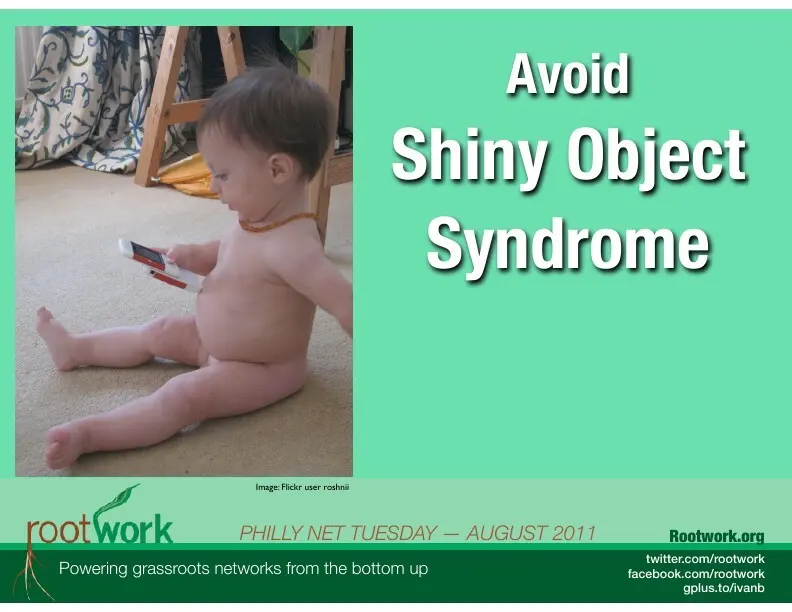 Avoid
Shiny Object
Syndrome
Image: Flickr user roshnii
rootwork
PHILLY NET TUESDAY — AUGUST 2011
Rootwork.org
Powering grassroots networks from the bottom up
twitter.com/rootwork
facebook.com/rootwork
gplus.to/ivanb